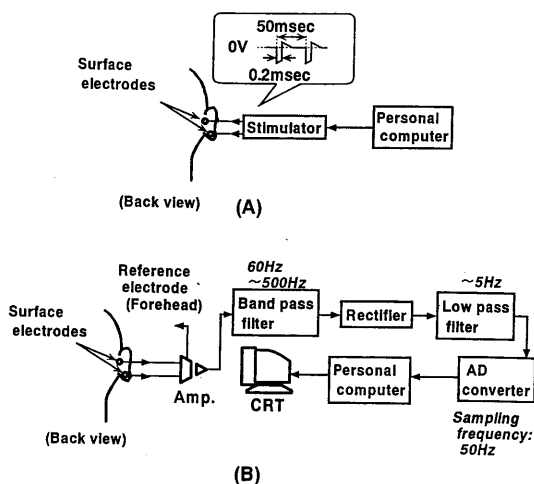 50msec
0V
0.2msec
Surface
electrodes
Stimulator
Personal
computer
(Back view)
(A)
Reference
electrode
(Forehead)
Surface
electrodes
60Hz
~500Hz
Band pass
filter
Rectifier
~5Hz
Low pass
filter
Amp.
CRT
Personal
computer
AD
converter
Sampling
frequency:
50Hz
(Back view)
(B)